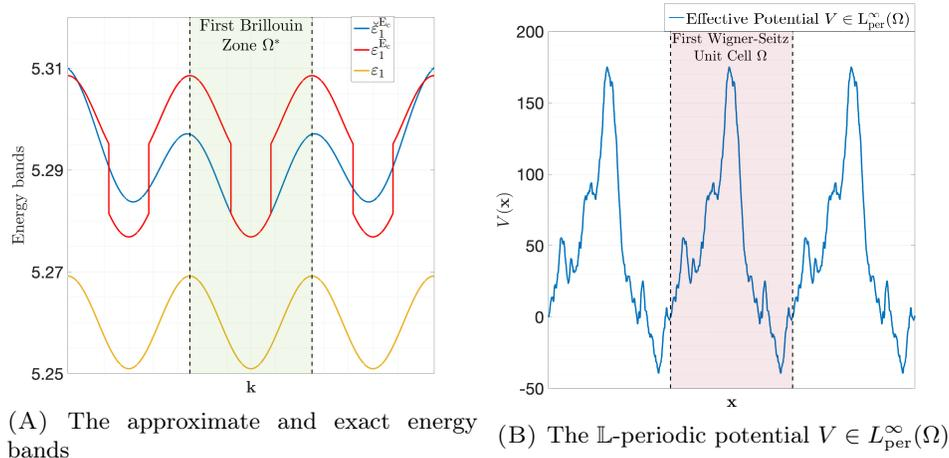 First Brillouin
Zone Ω*
ε̌₁^{E_c}
ε₁^{E_c}
ε₁
5.31
5.29
5.27
5.25
Energy bands
k
(A) The approximate and exact energy
bands
Effective Potential V ∈ L^∞_per(Ω)
First Wigner-Seitz
Unit Cell Ω
200
150
100
50
0
-50
V(x)
x
(B) The 𝕃-periodic potential V ∈ L^∞_per(Ω)